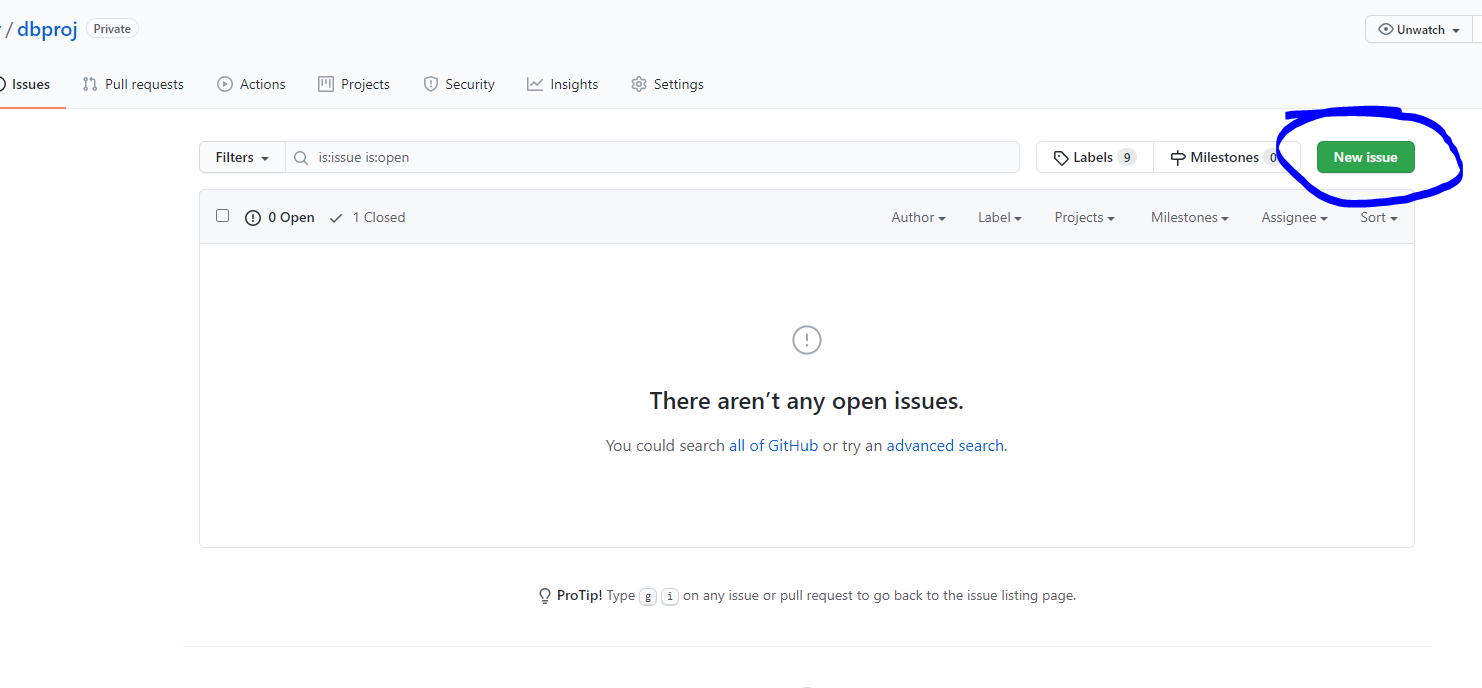 / dbproj Private
Unwatch
Issues Pull requests Actions Projects Security Insights Settings
Filters is:issue is:open Labels 9 Milestones 0 New issue
0 Open 1 Closed Author Label Projects Milestones Assignee Sort
There aren’t any open issues.
You could search all of GitHub or try an advanced search.
ProTip! Type g i on any issue or pull request to go back to the issue listing page.